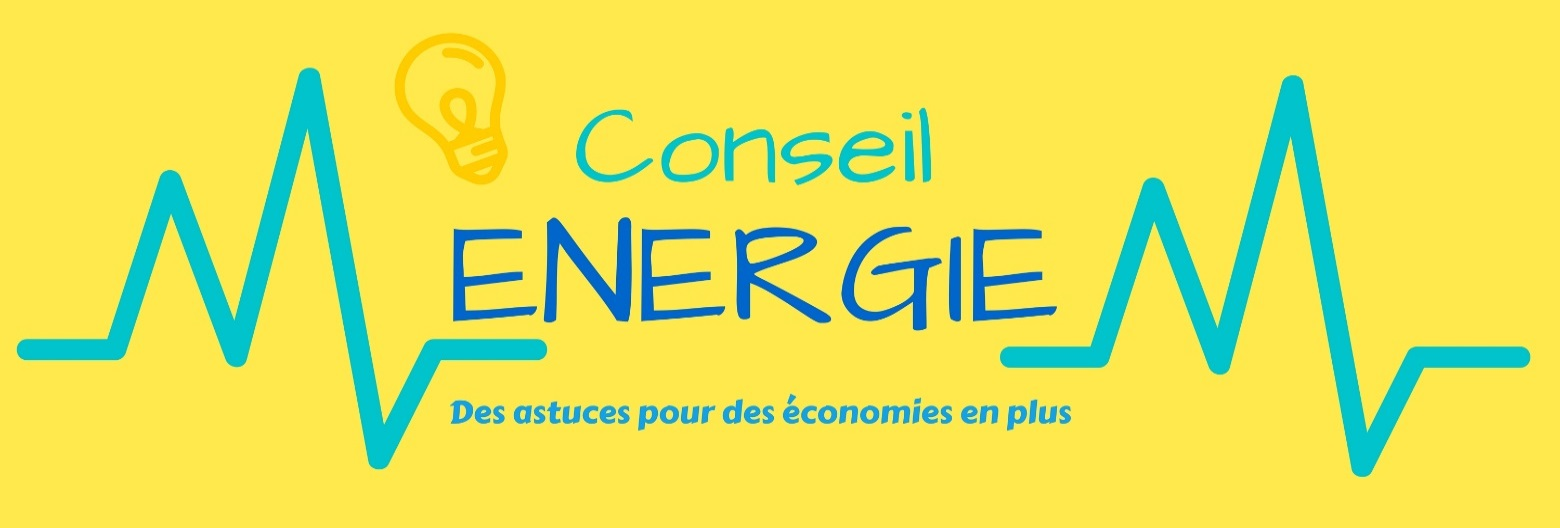 Conseil
ENERGIE
Des astuces pour des économies en plus